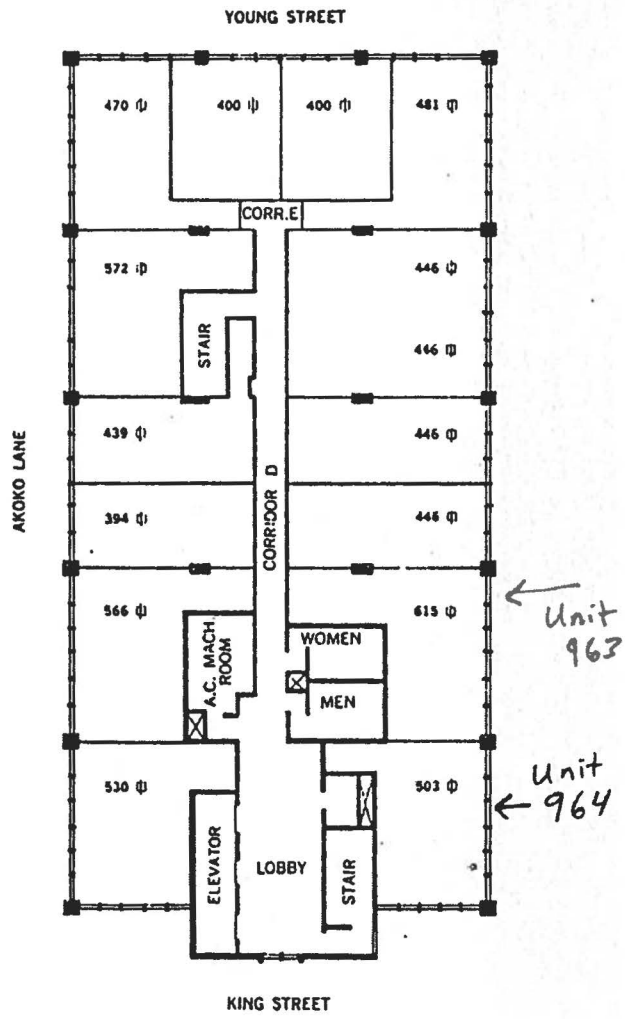 YOUNG STREET
470 ⏀ 400 ⏀ 400 ⏀ 481 ⏀
CORR.E
572 ⏀ 446 ⏀
STAIR 446 ⏀
439 ⏀ 446 ⏀
AKOKO LANE
CORRIDOR D
394 ⏀ 446 ⏀
566 ⏀ 615 ⏀
Unit
963
A.C. MACH.
ROOM
WOMEN
MEN
530 ⏀ 503 ⏀
Unit
964
ELEVATOR
LOBBY
STAIR
KING STREET